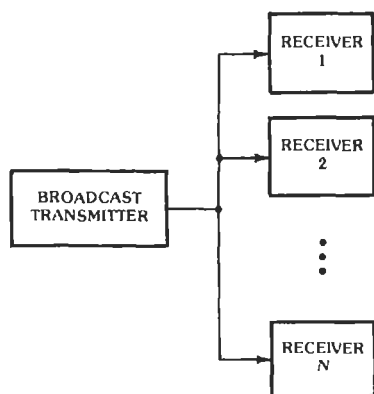 RECEIVER
1
RECEIVER
2
BROADCAST
TRANSMITTER
RECEIVER
N